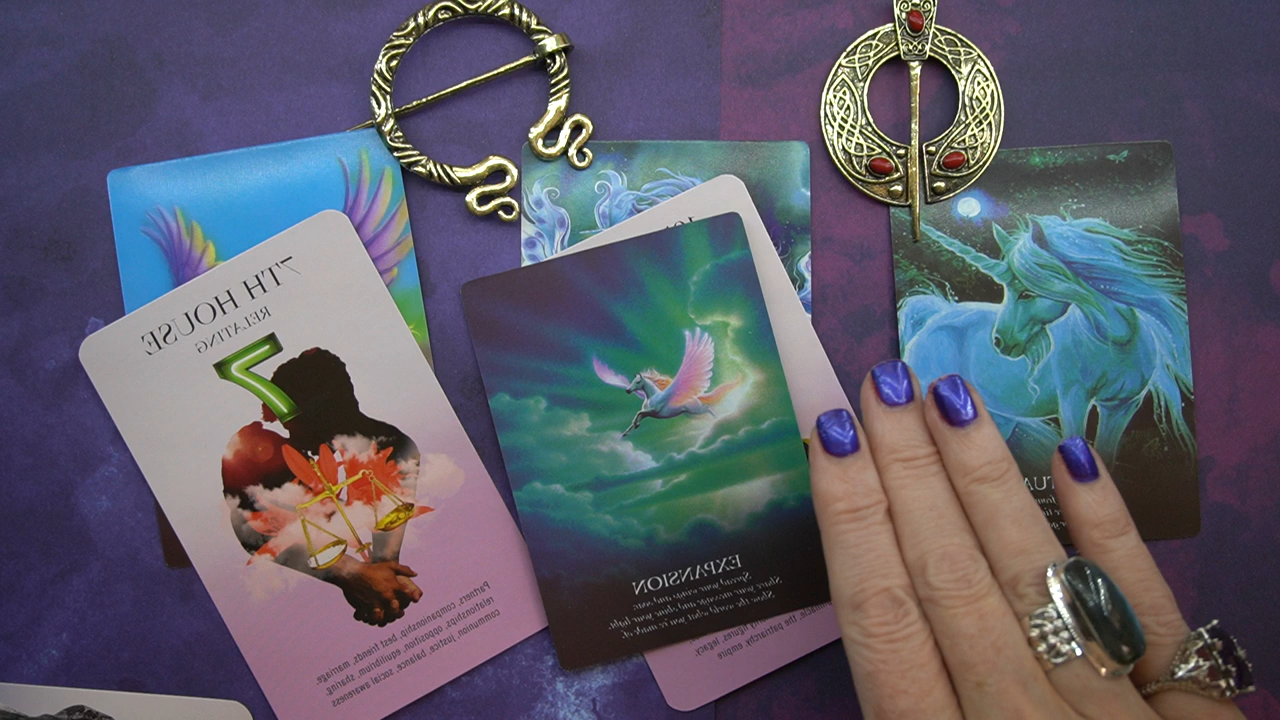 7TH HOUSE
RELATING
7
Partners, companionship, best friends, marriage,
relationships, opposition, equilibrium, sharing,
communion, justice, balance, social awareness
EXPANSION
Spread your wings and soar.
Share your message and shine your light.
Show the world what you're made of.
figures, legacy,
the patriarchy, empire